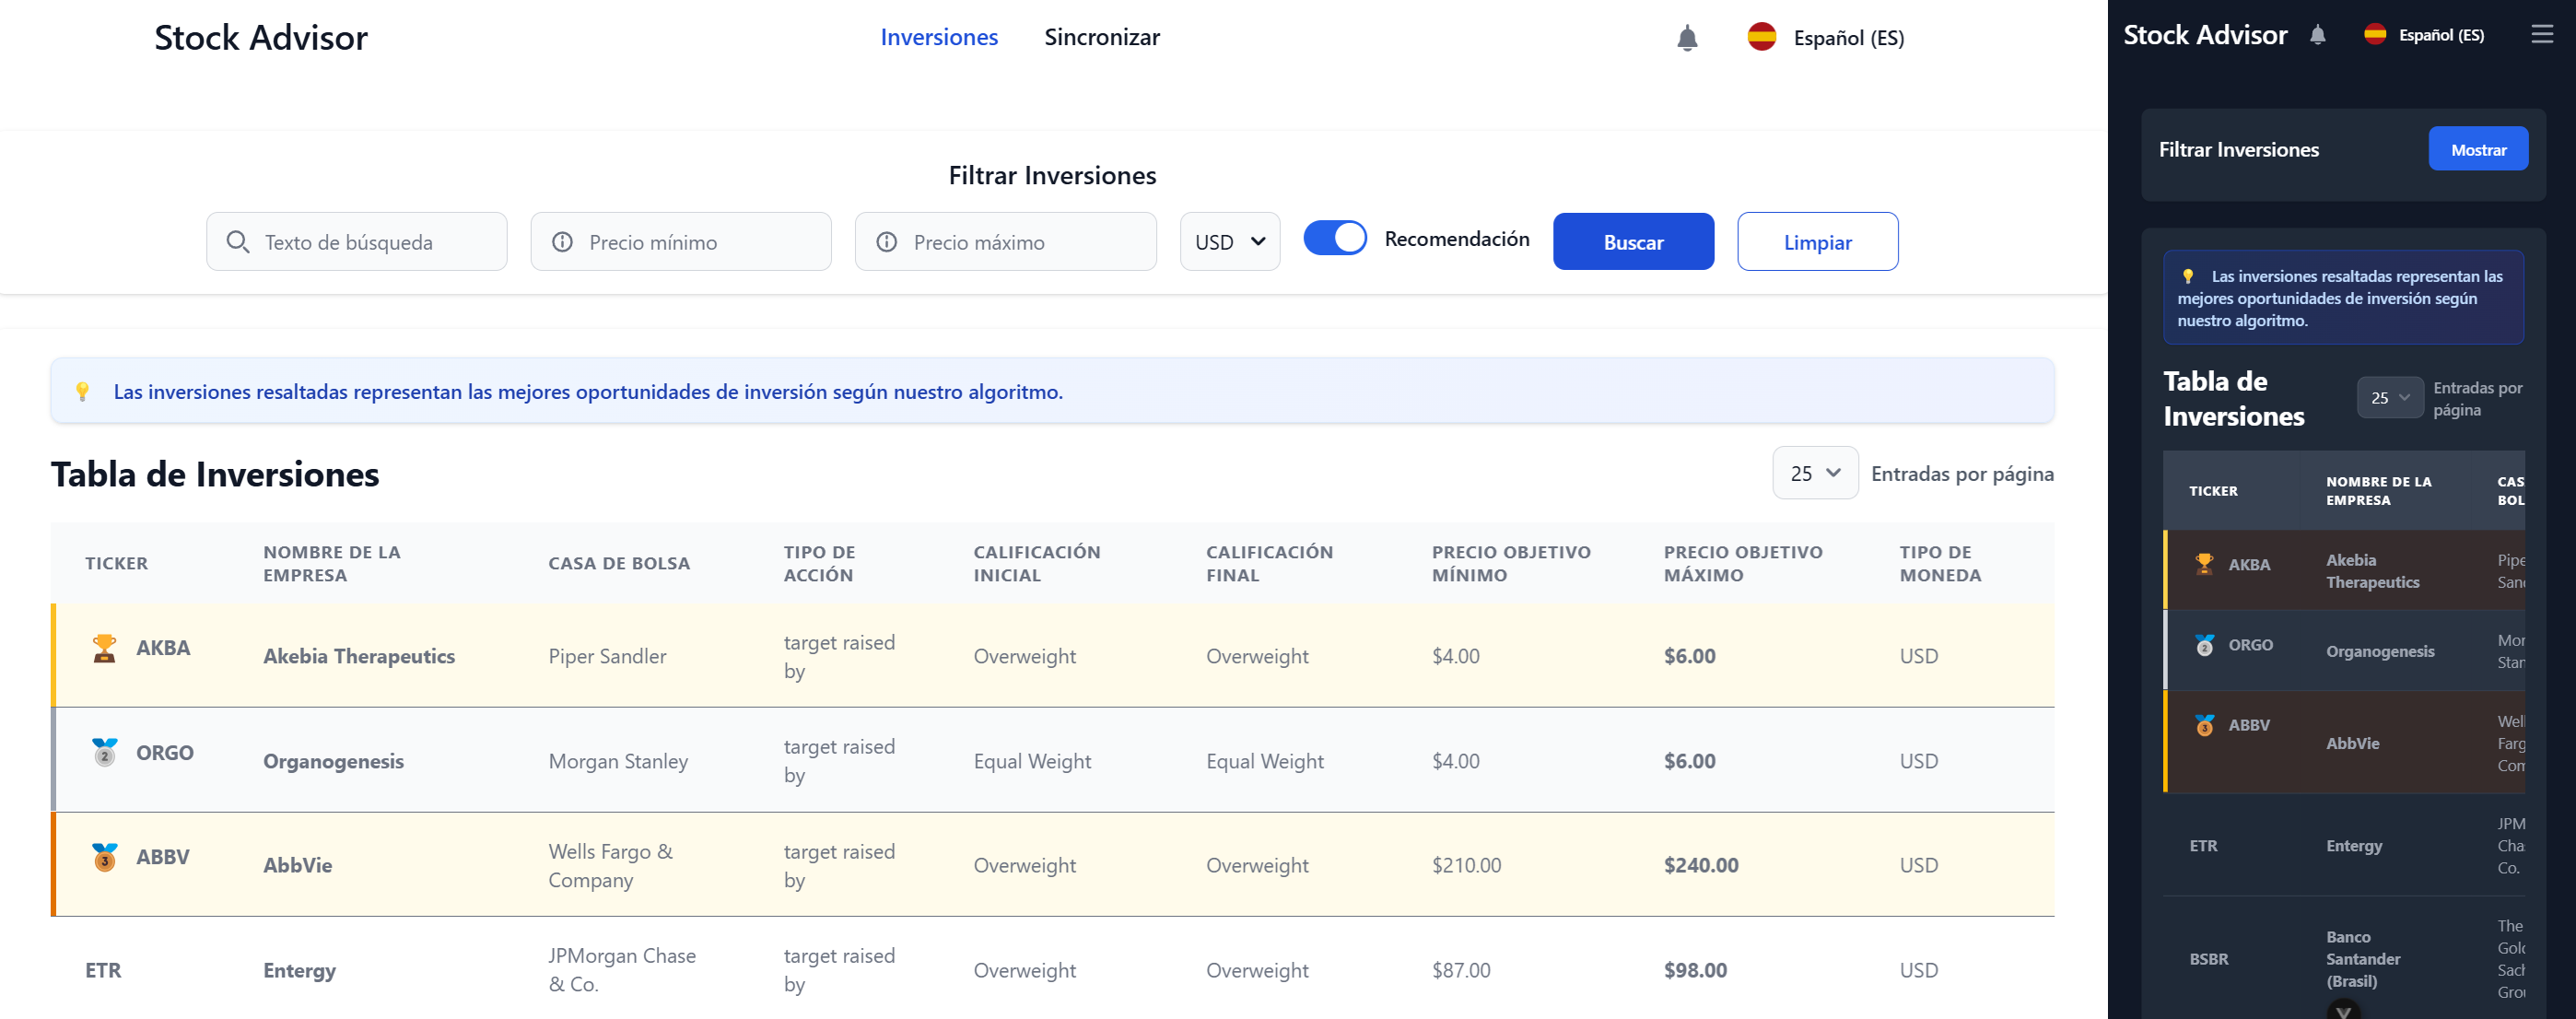 Stock Advisor
Inversiones
Sincronizar
Español (ES)
Filtrar Inversiones
Texto de búsqueda
Precio mínimo
Precio máximo
USD
Recomendación
Buscar
Limpiar
Las inversiones resaltadas representan las mejores oportunidades de inversión según nuestro algoritmo.
Tabla de Inversiones
25
Entradas por página
TICKER
NOMBRE DE LA
EMPRESA
CASA DE BOLSA
TIPO DE
ACCIÓN
CALIFICACIÓN
INICIAL
CALIFICACIÓN
FINAL
PRECIO OBJETIVO
MÍNIMO
PRECIO OBJETIVO
MÁXIMO
TIPO DE
MONEDA
AKBA
Akebia Therapeutics
Piper Sandler
target raised
by
Overweight
Overweight
$4.00
$6.00
USD
2
ORGO
Organogenesis
Morgan Stanley
target raised
by
Equal Weight
Equal Weight
$4.00
$6.00
USD
3
ABBV
AbbVie
Wells Fargo &
Company
target raised
by
Overweight
Overweight
$210.00
$240.00
USD
ETR
Entergy
JPMorgan Chase
& Co.
target raised
by
Overweight
Overweight
$87.00
$98.00
USD
Stock Advisor
Español (ES)
Filtrar Inversiones
Mostrar
Las inversiones resaltadas representan las
mejores oportunidades de inversión según
nuestro algoritmo.
Tabla de
Inversiones
25
Entradas por
página
TICKER
NOMBRE DE LA
EMPRESA
CAS
BOL
AKBA
Akebia
Therapeutics
Pipe
Sand
2
ORGO
Organogenesis
Mor
Stan
3
ABBV
AbbVie
Well
Farg
Com
ETR
Entergy
JPM
Cha
Co.
BSBR
Banco
Santander
(Brasil)
The
Gold
Sach
Grou